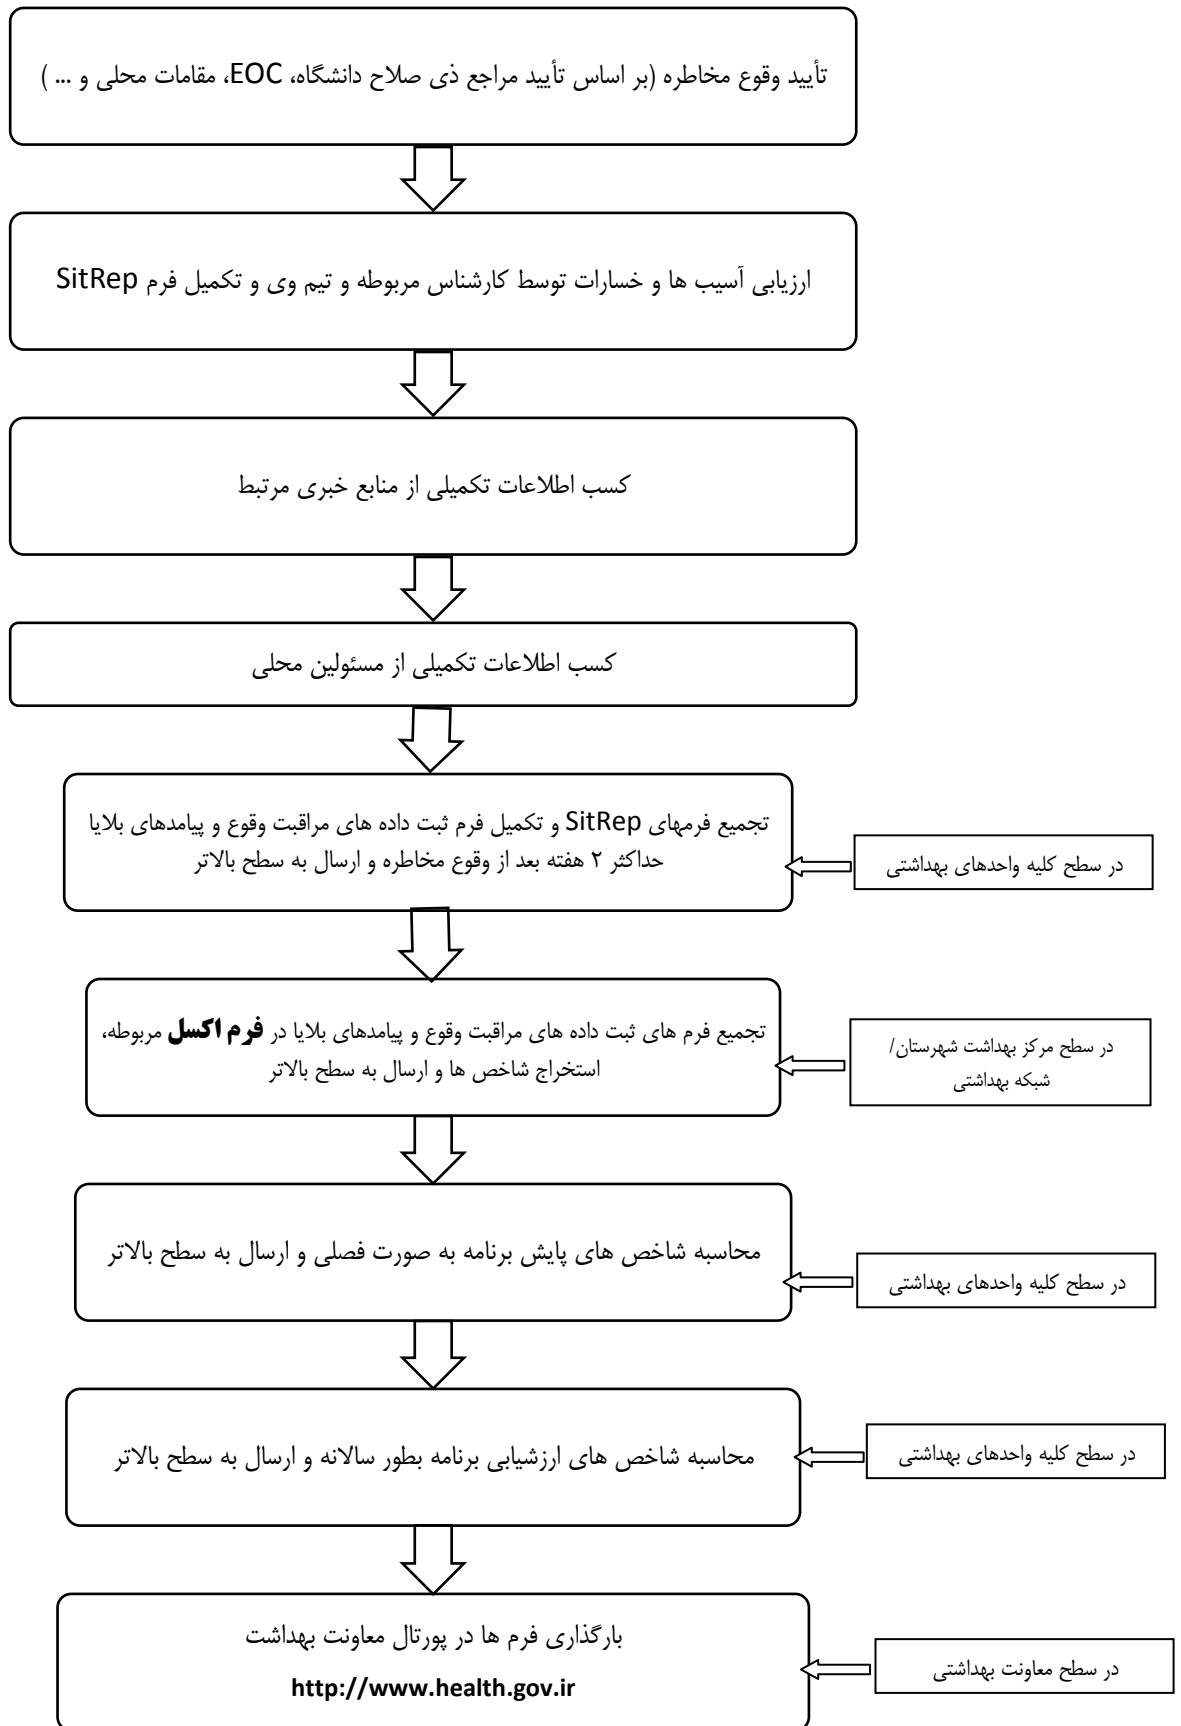 تأیید وقوع مخاطره (بر اساس تأیید مراجع ذی صلاح دانشگاه، EOC، مقامات محلی و ... )
ارزیابی آسیب ها و خسارات توسط کارشناس مربوطه و تیم وی و تکمیل فرم SitRep
کسب اطلاعات تکمیلی از منابع خبری مرتبط
کسب اطلاعات تکمیلی از مسئولین محلی
تجمیع فرمهای SitRep و تکمیل فرم ثبت داده های مراقبت وقوع و پیامدهای بلایا
حداکثر ۲ هفته بعد از وقوع مخاطره و ارسال به سطح بالاتر
در سطح کلیه واحدهای بهداشتی
تجمیع فرم های ثبت داده های مراقبت وقوع و پیامدهای بلایا در فرم اکسل مربوطه،
استخراج شاخص ها و ارسال به سطح بالاتر
در سطح مرکز بهداشت شهرستان/
شبکه بهداشتی
محاسبه شاخص های پایش برنامه به صورت فصلی و ارسال به سطح بالاتر
در سطح کلیه واحدهای بهداشتی
محاسبه شاخص های ارزشیابی برنامه بطور سالانه و ارسال به سطح بالاتر
در سطح کلیه واحدهای بهداشتی
بارگذاری فرم ها در پورتال معاونت بهداشت
http://www.health.gov.ir
در سطح معاونت بهداشتی